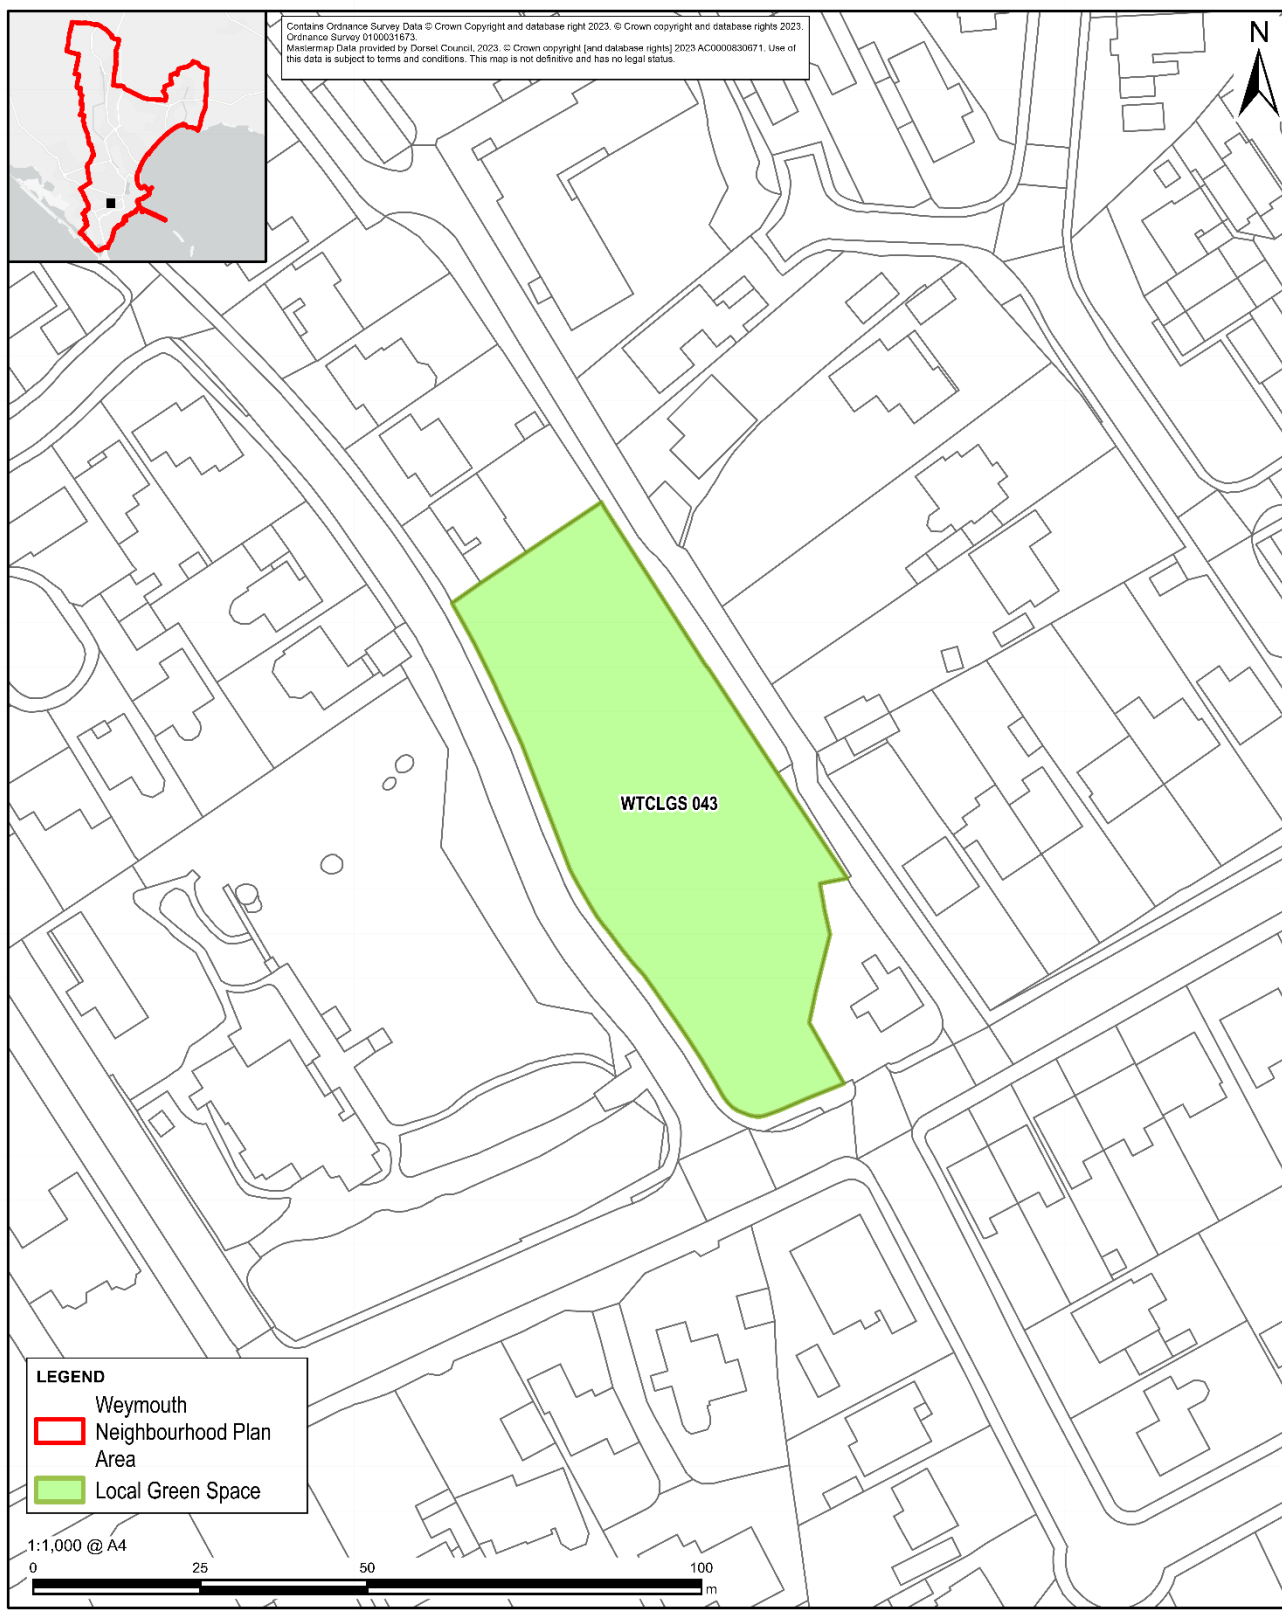 Contains Ordnance Survey Data © Crown Copyright and database right 2023. © Crown copyright and database rights 2023.
Ordnance Survey 0100031673.
Mastermap Data provided by Dorset Council, 2023. © Crown copyright [and database rights] 2023 AC0000830671. Use of
this data is subject to terms and conditions. This map is not definitive and has no legal status.
N
WTCLGS 043
LEGEND
Weymouth
Neighbourhood Plan
Area
Local Green Space
1:1,000 @ A4
0 25 50 100
m